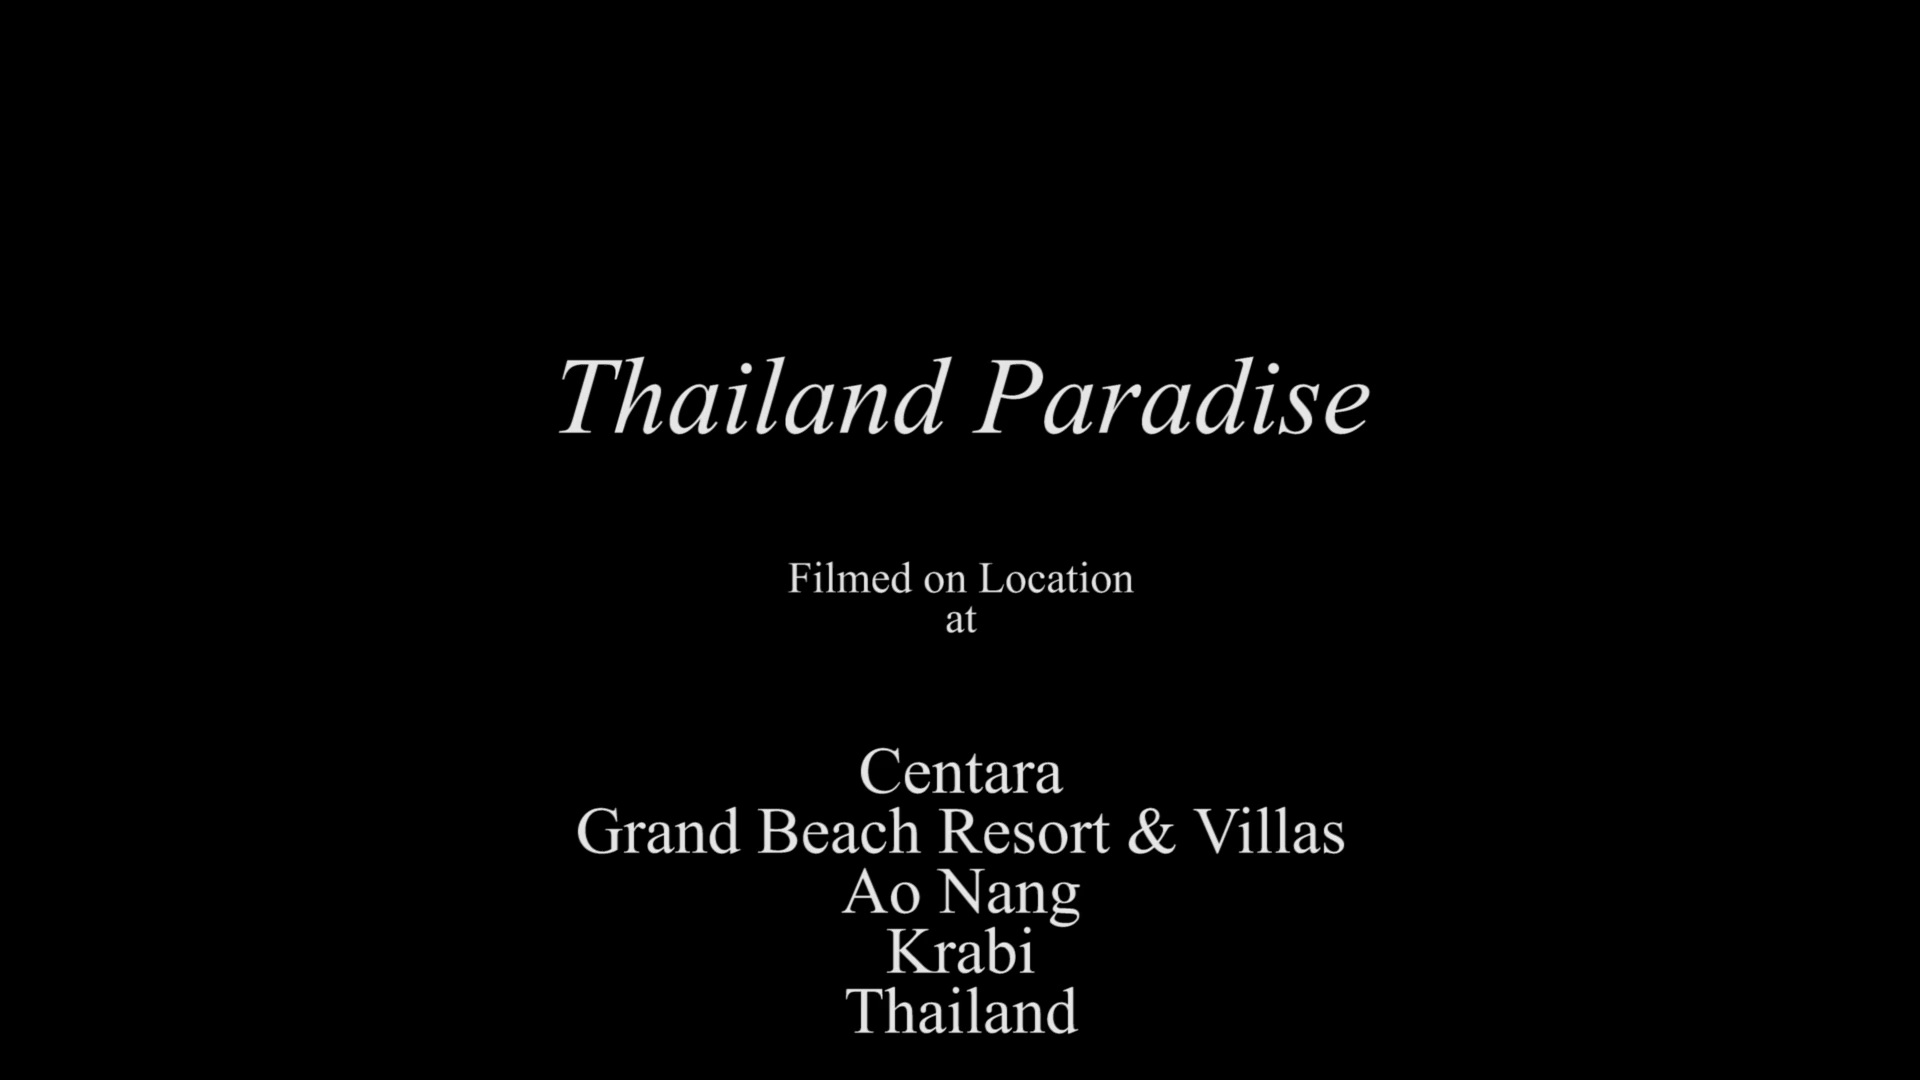 Thailand Paradise
Filmed on Location
at
Centara
Grand Beach Resort & Villas
Ao Nang
Krabi
Thailand